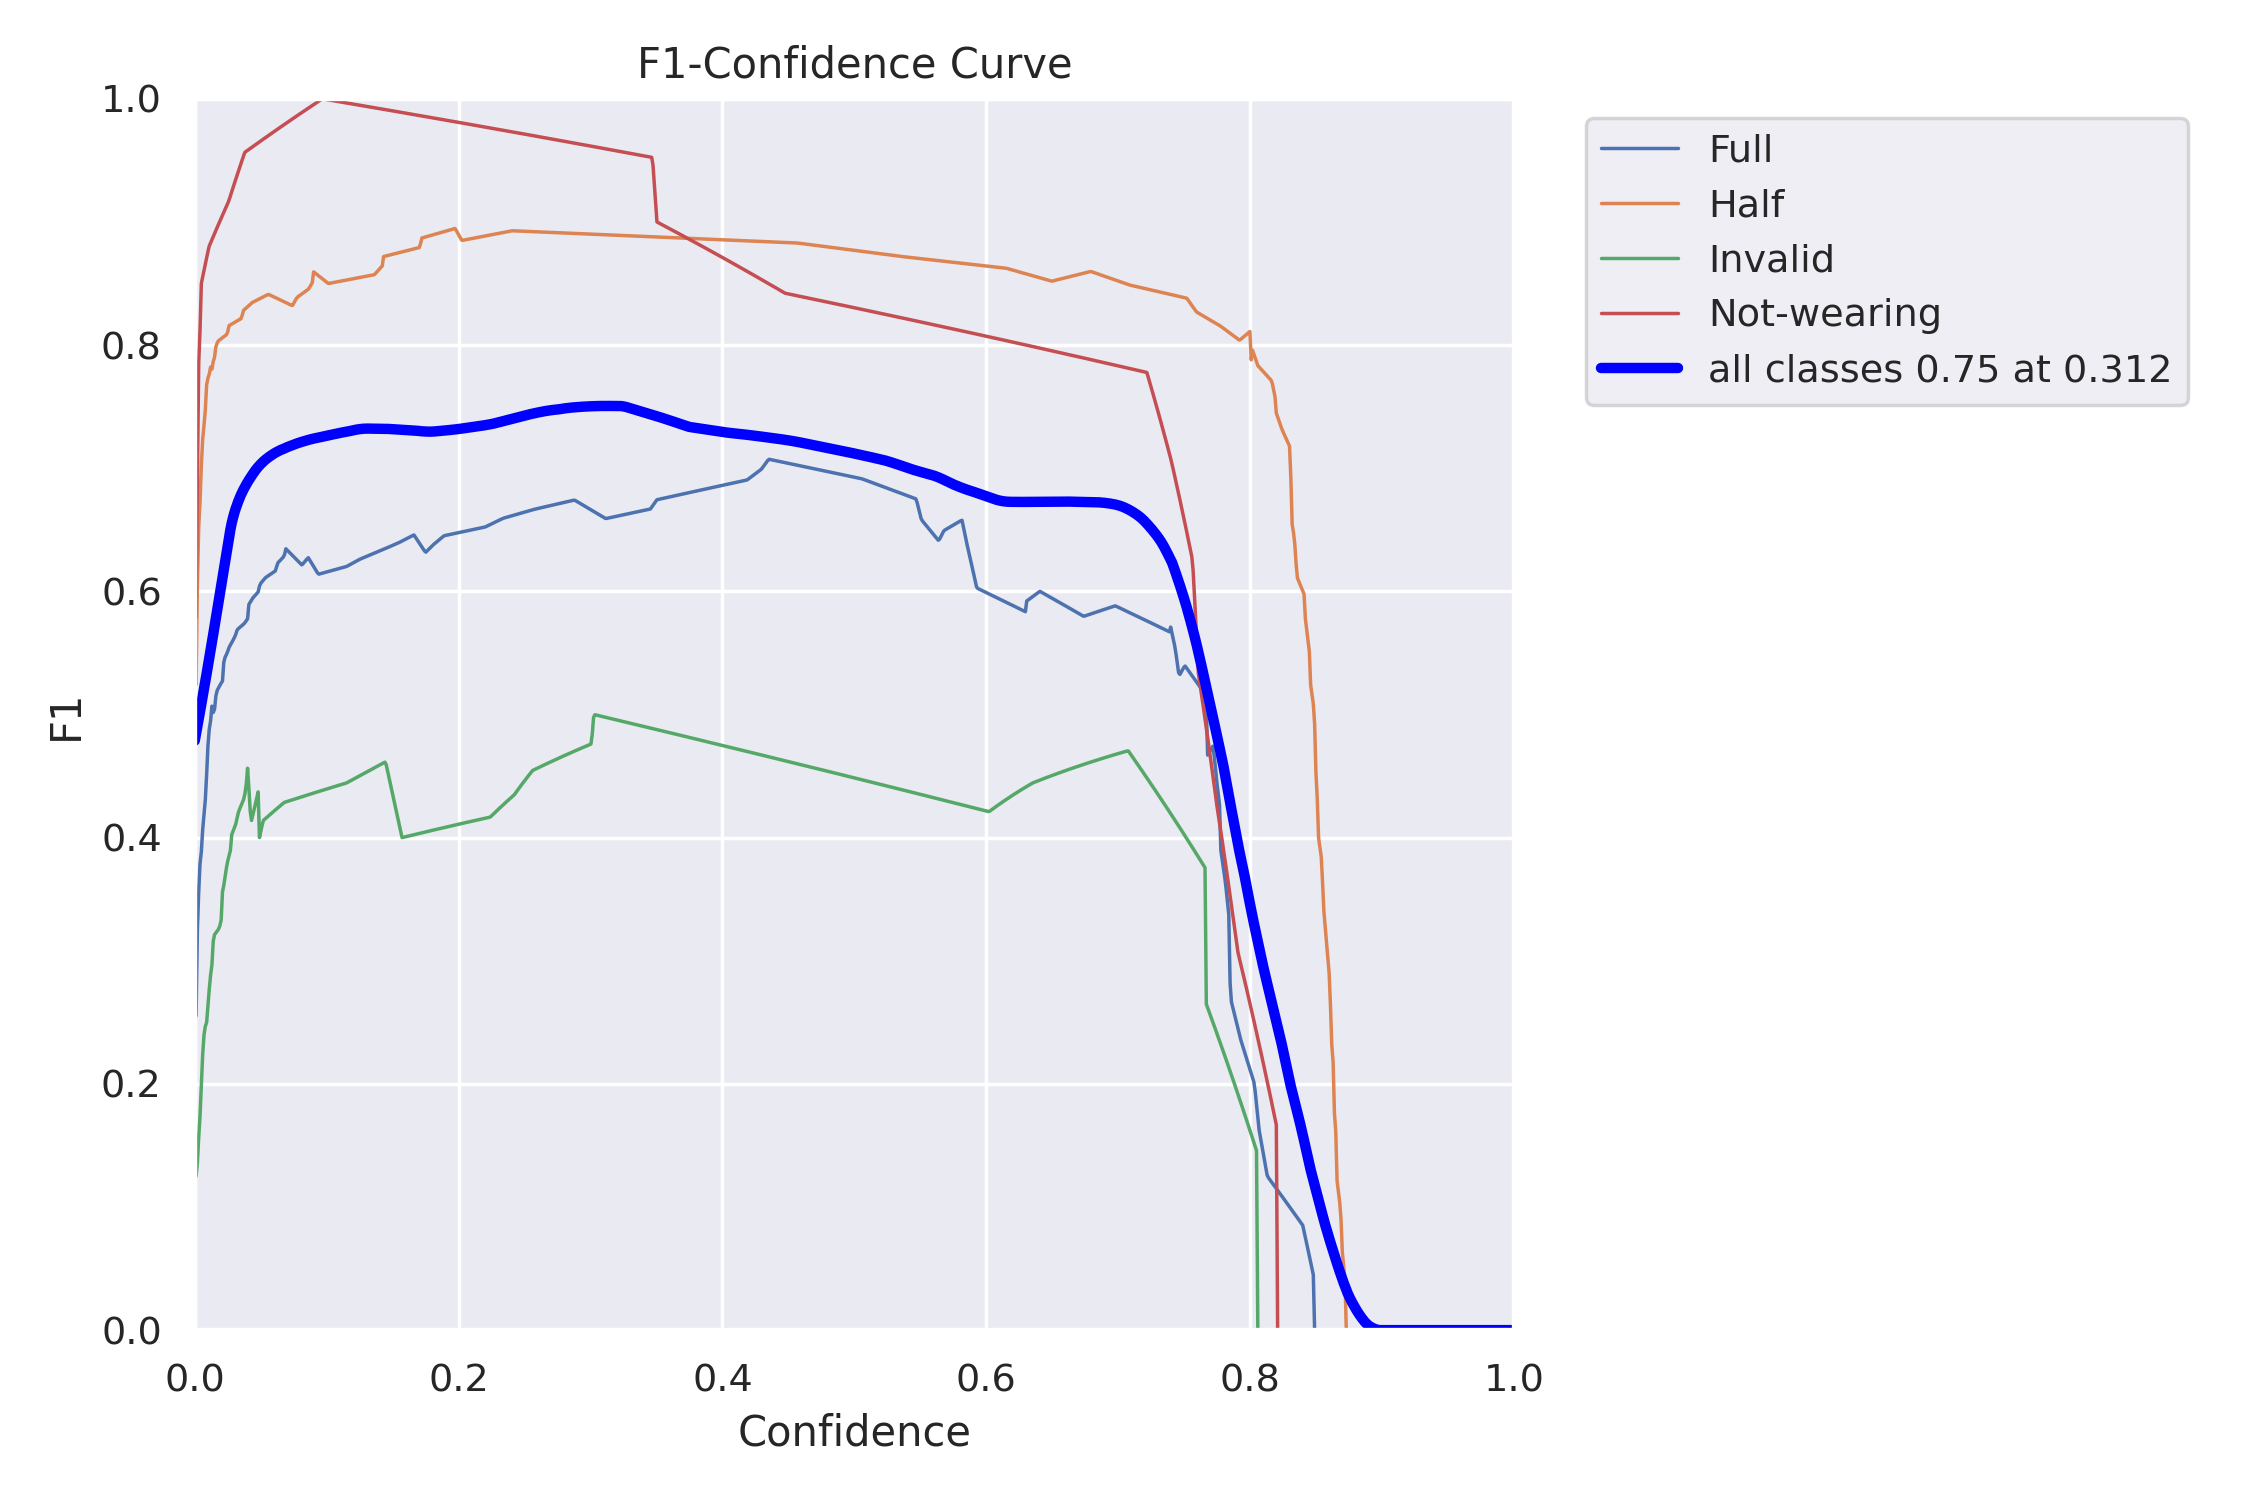 F1-Confidence Curve
1.0
0.8
0.6
0.4
0.2
0.0
F1
0.0 0.2 0.4 0.6 0.8 1.0
Confidence
Full
Half
Invalid
Not-wearing
all classes 0.75 at 0.312